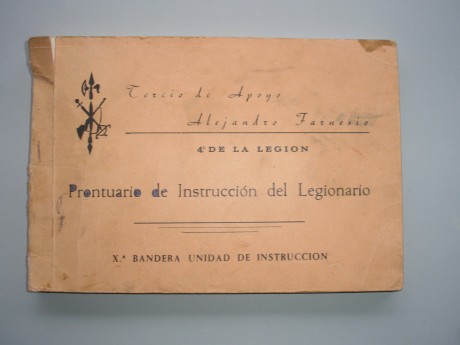 Tercio de Apoyo
Alejandro Farnesio
4º DE LA LEGION
Prontuario de Instrucción del Legionario
X.ª BANDERA UNIDAD DE INSTRUCCION